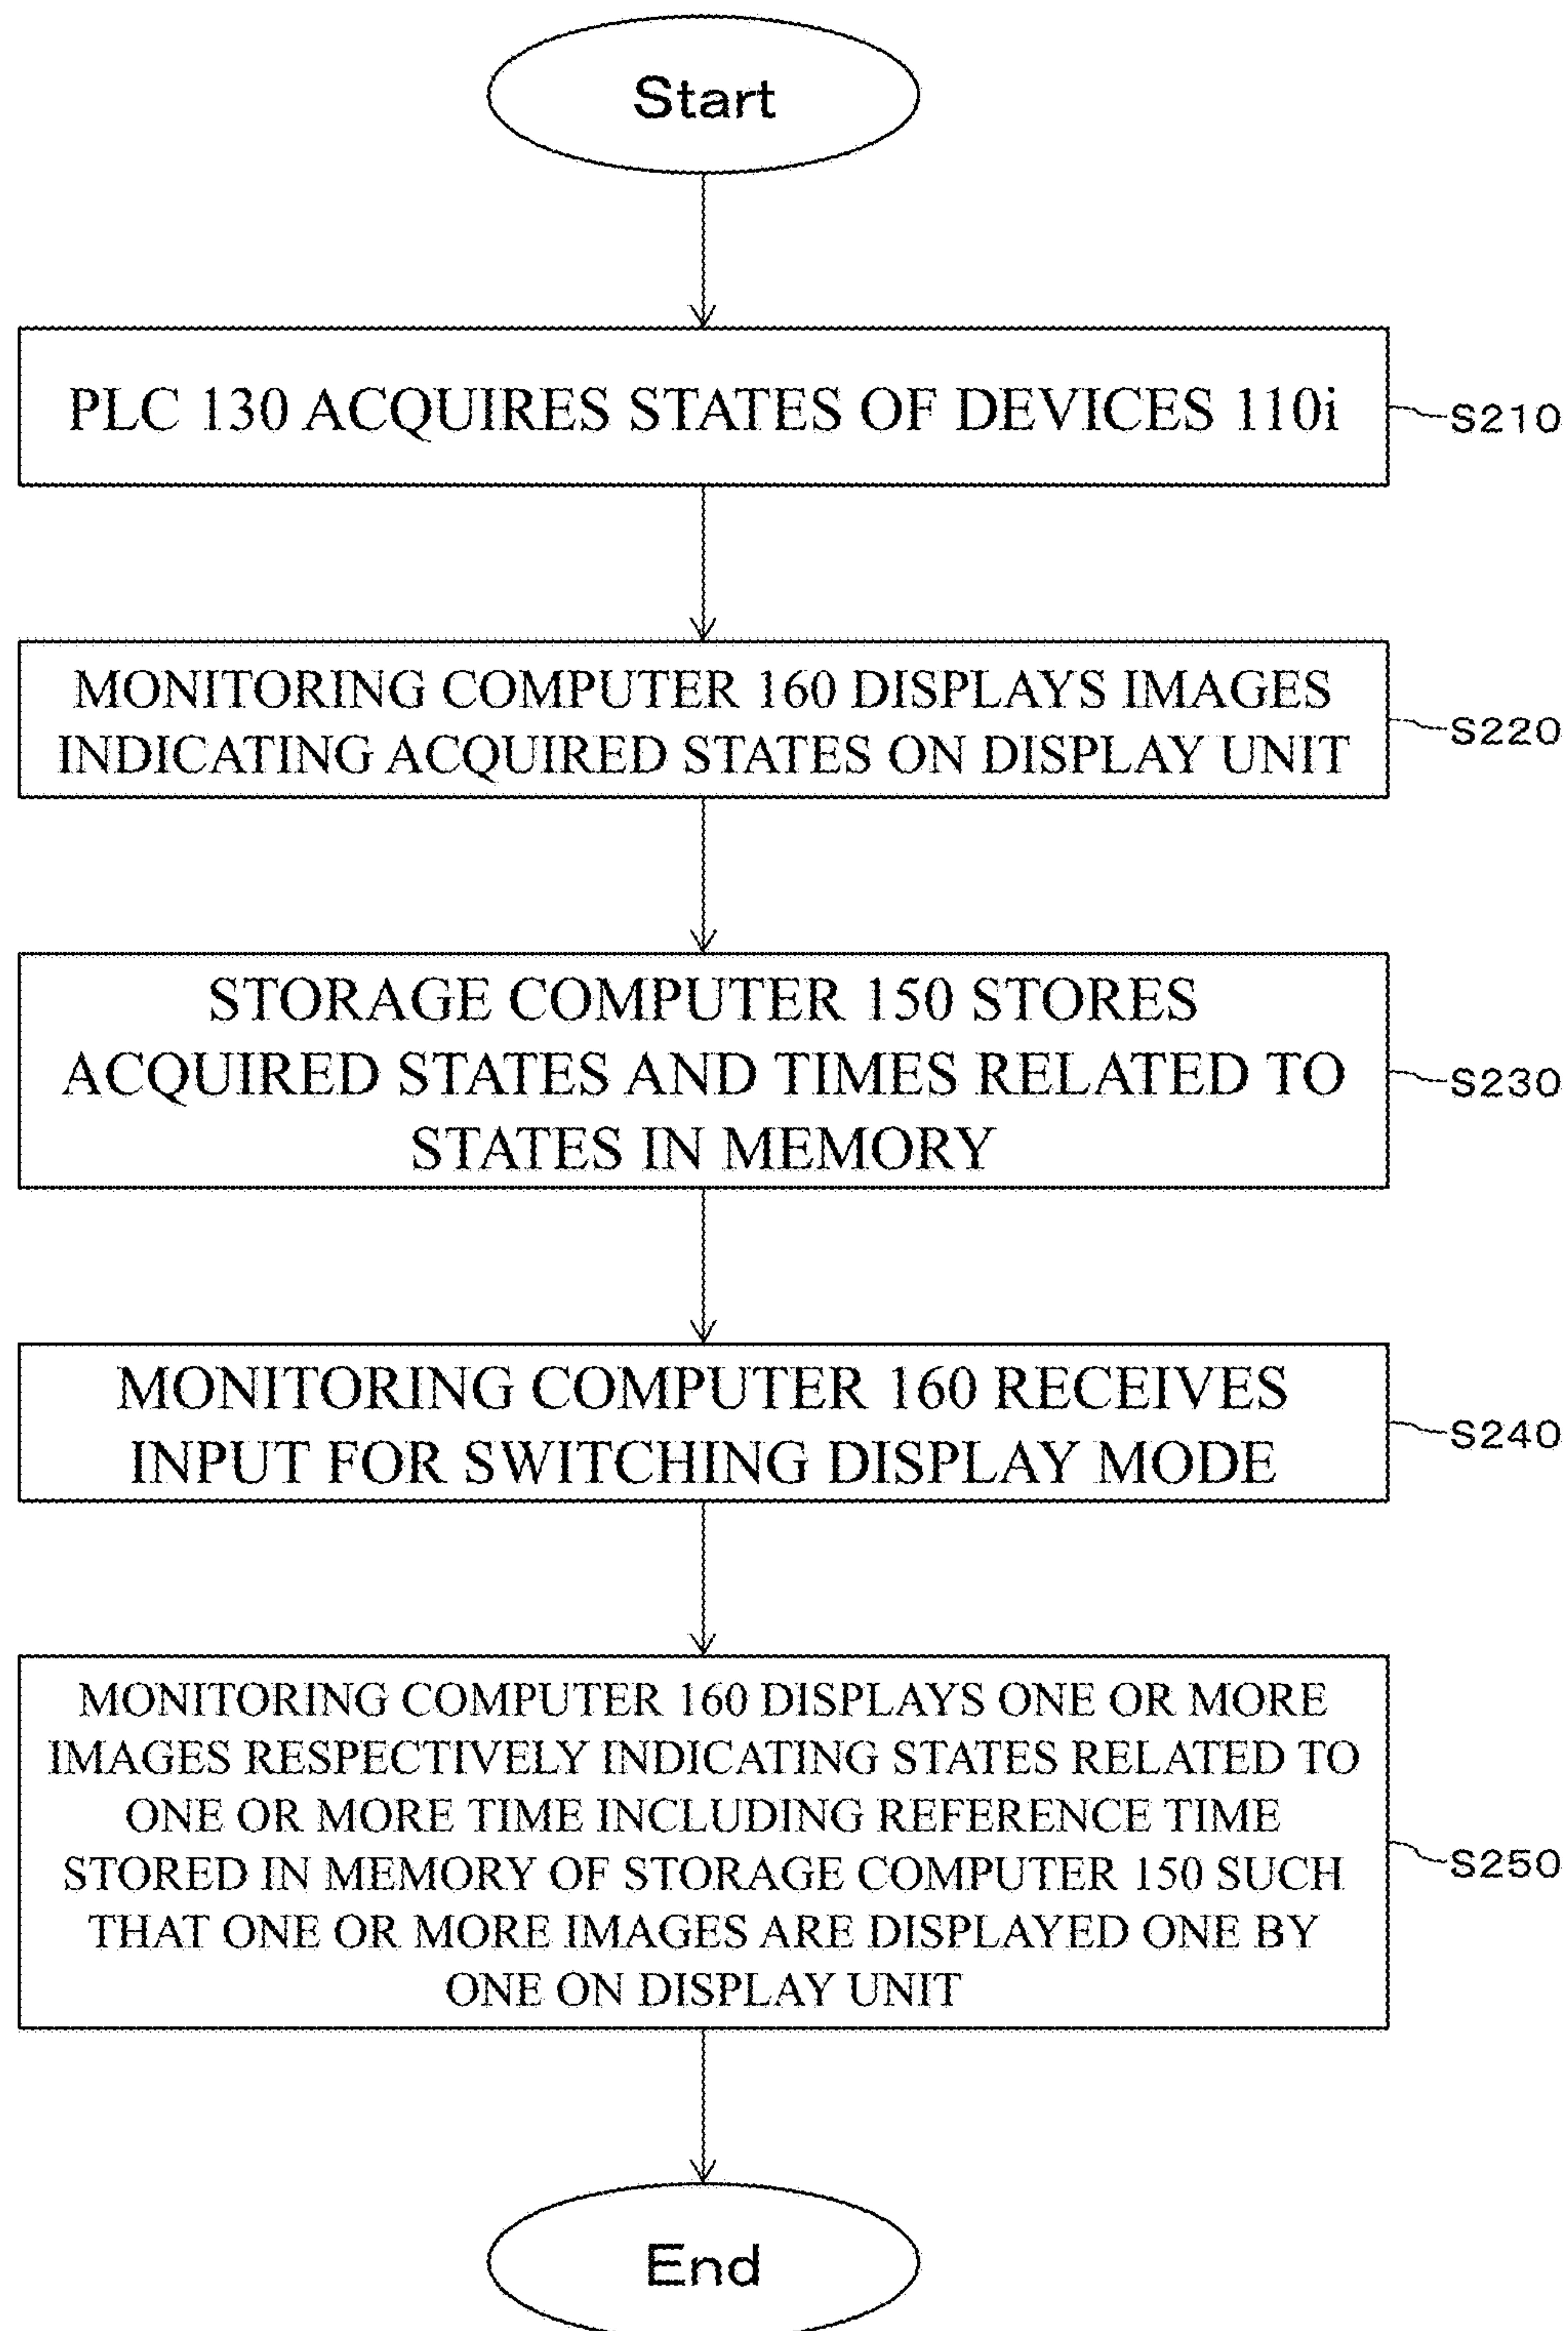 Start
PLC 130 ACQUIRES STATES OF DEVICES 110i
S210
MONITORING COMPUTER 160 DISPLAYS IMAGES
INDICATING ACQUIRED STATES ON DISPLAY UNIT
S220
STORAGE COMPUTER 150 STORES
ACQUIRED STATES AND TIMES RELATED TO
STATES IN MEMORY
S230
MONITORING COMPUTER 160 RECEIVES
INPUT FOR SWITCHING DISPLAY MODE
S240
MONITORING COMPUTER 160 DISPLAYS ONE OR MORE
IMAGES RESPECTIVELY INDICATING STATES RELATED TO
ONE OR MORE TIME INCLUDING REFERENCE TIME
STORED IN MEMORY OF STORAGE COMPUTER 150 SUCH
THAT ONE OR MORE IMAGES ARE DISPLAYED ONE BY
ONE ON DISPLAY UNIT
S250
End